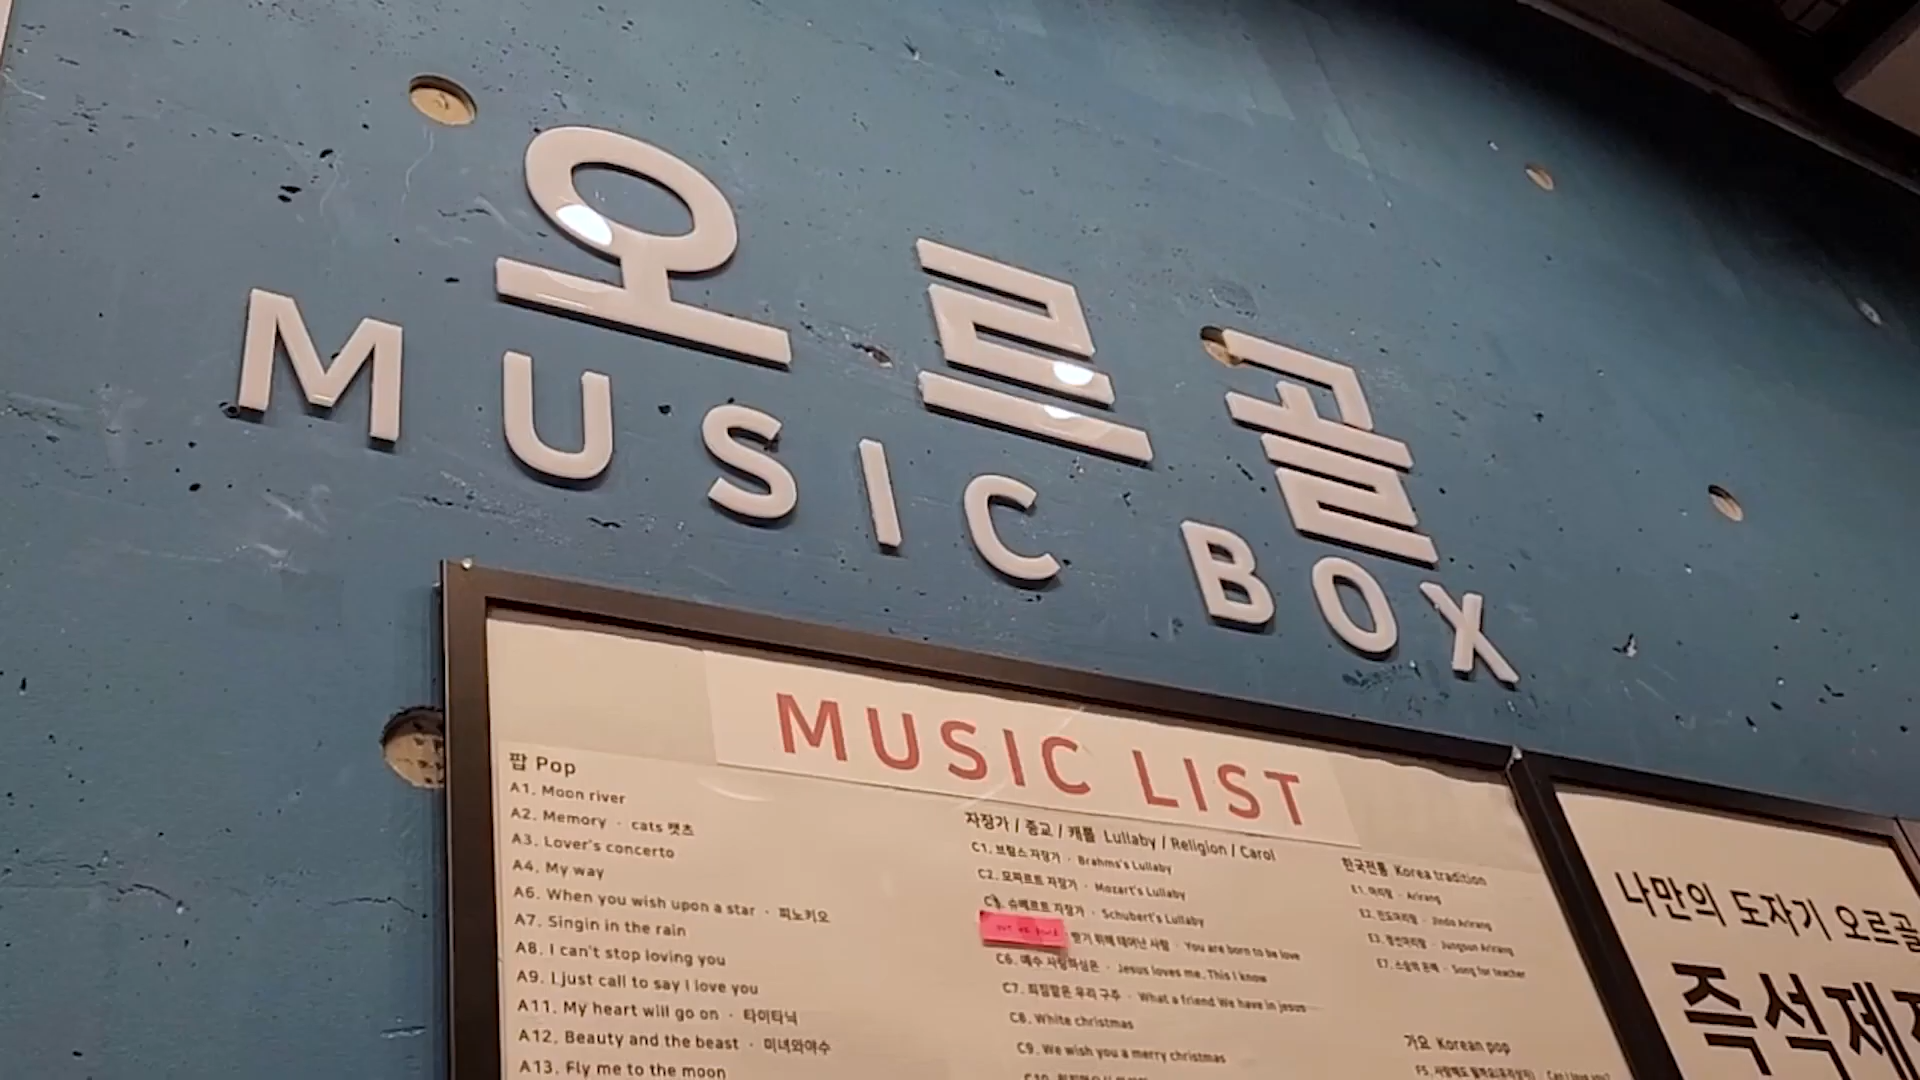 오르골
MUSIC BOX
MUSIC LIST
팝 Pop
A1. Moon river
A2. Memory · cats 캣츠
A3. Lover's concerto
A4. My way
A6. When you wish upon a star · 피노키오
A7. Singin in the rain
A8. I can't stop loving you
A9. I just call to say I love you
A11. My heart will go on · 타이타닉
A12. Beauty and the beast · 미녀와야수
A13. Fly me to the moon
자장가 / 종교 / 캐롤 Lullaby / Religion / Carol
C1. 브람스 자장가 · Brahms's Lullaby
C2. 모짜르트 자장가 · Mozart's Lullaby
C3. 슈베르트 자장가 · Schubert's Lullaby
받기 위해 태어난 사람 · You are born to be love
C6. 예수 사랑하심은 · Jesus loves me. This I know
C7. 죄짐맡은 우리 구주 · What a friend We have in jesus
C8. White christmas
C9. We wish you a merry christmas
한국전통 Korea tradition
E1. 아리랑 · Arirang
E2. 진도아리랑 · Jindo Arirang
E3. 정선아리랑 · Jungsun Arirang
E7. 스승의 은혜 · Song for teacher
가요 Korean pop
나만의 도자기 오르골
즉석제